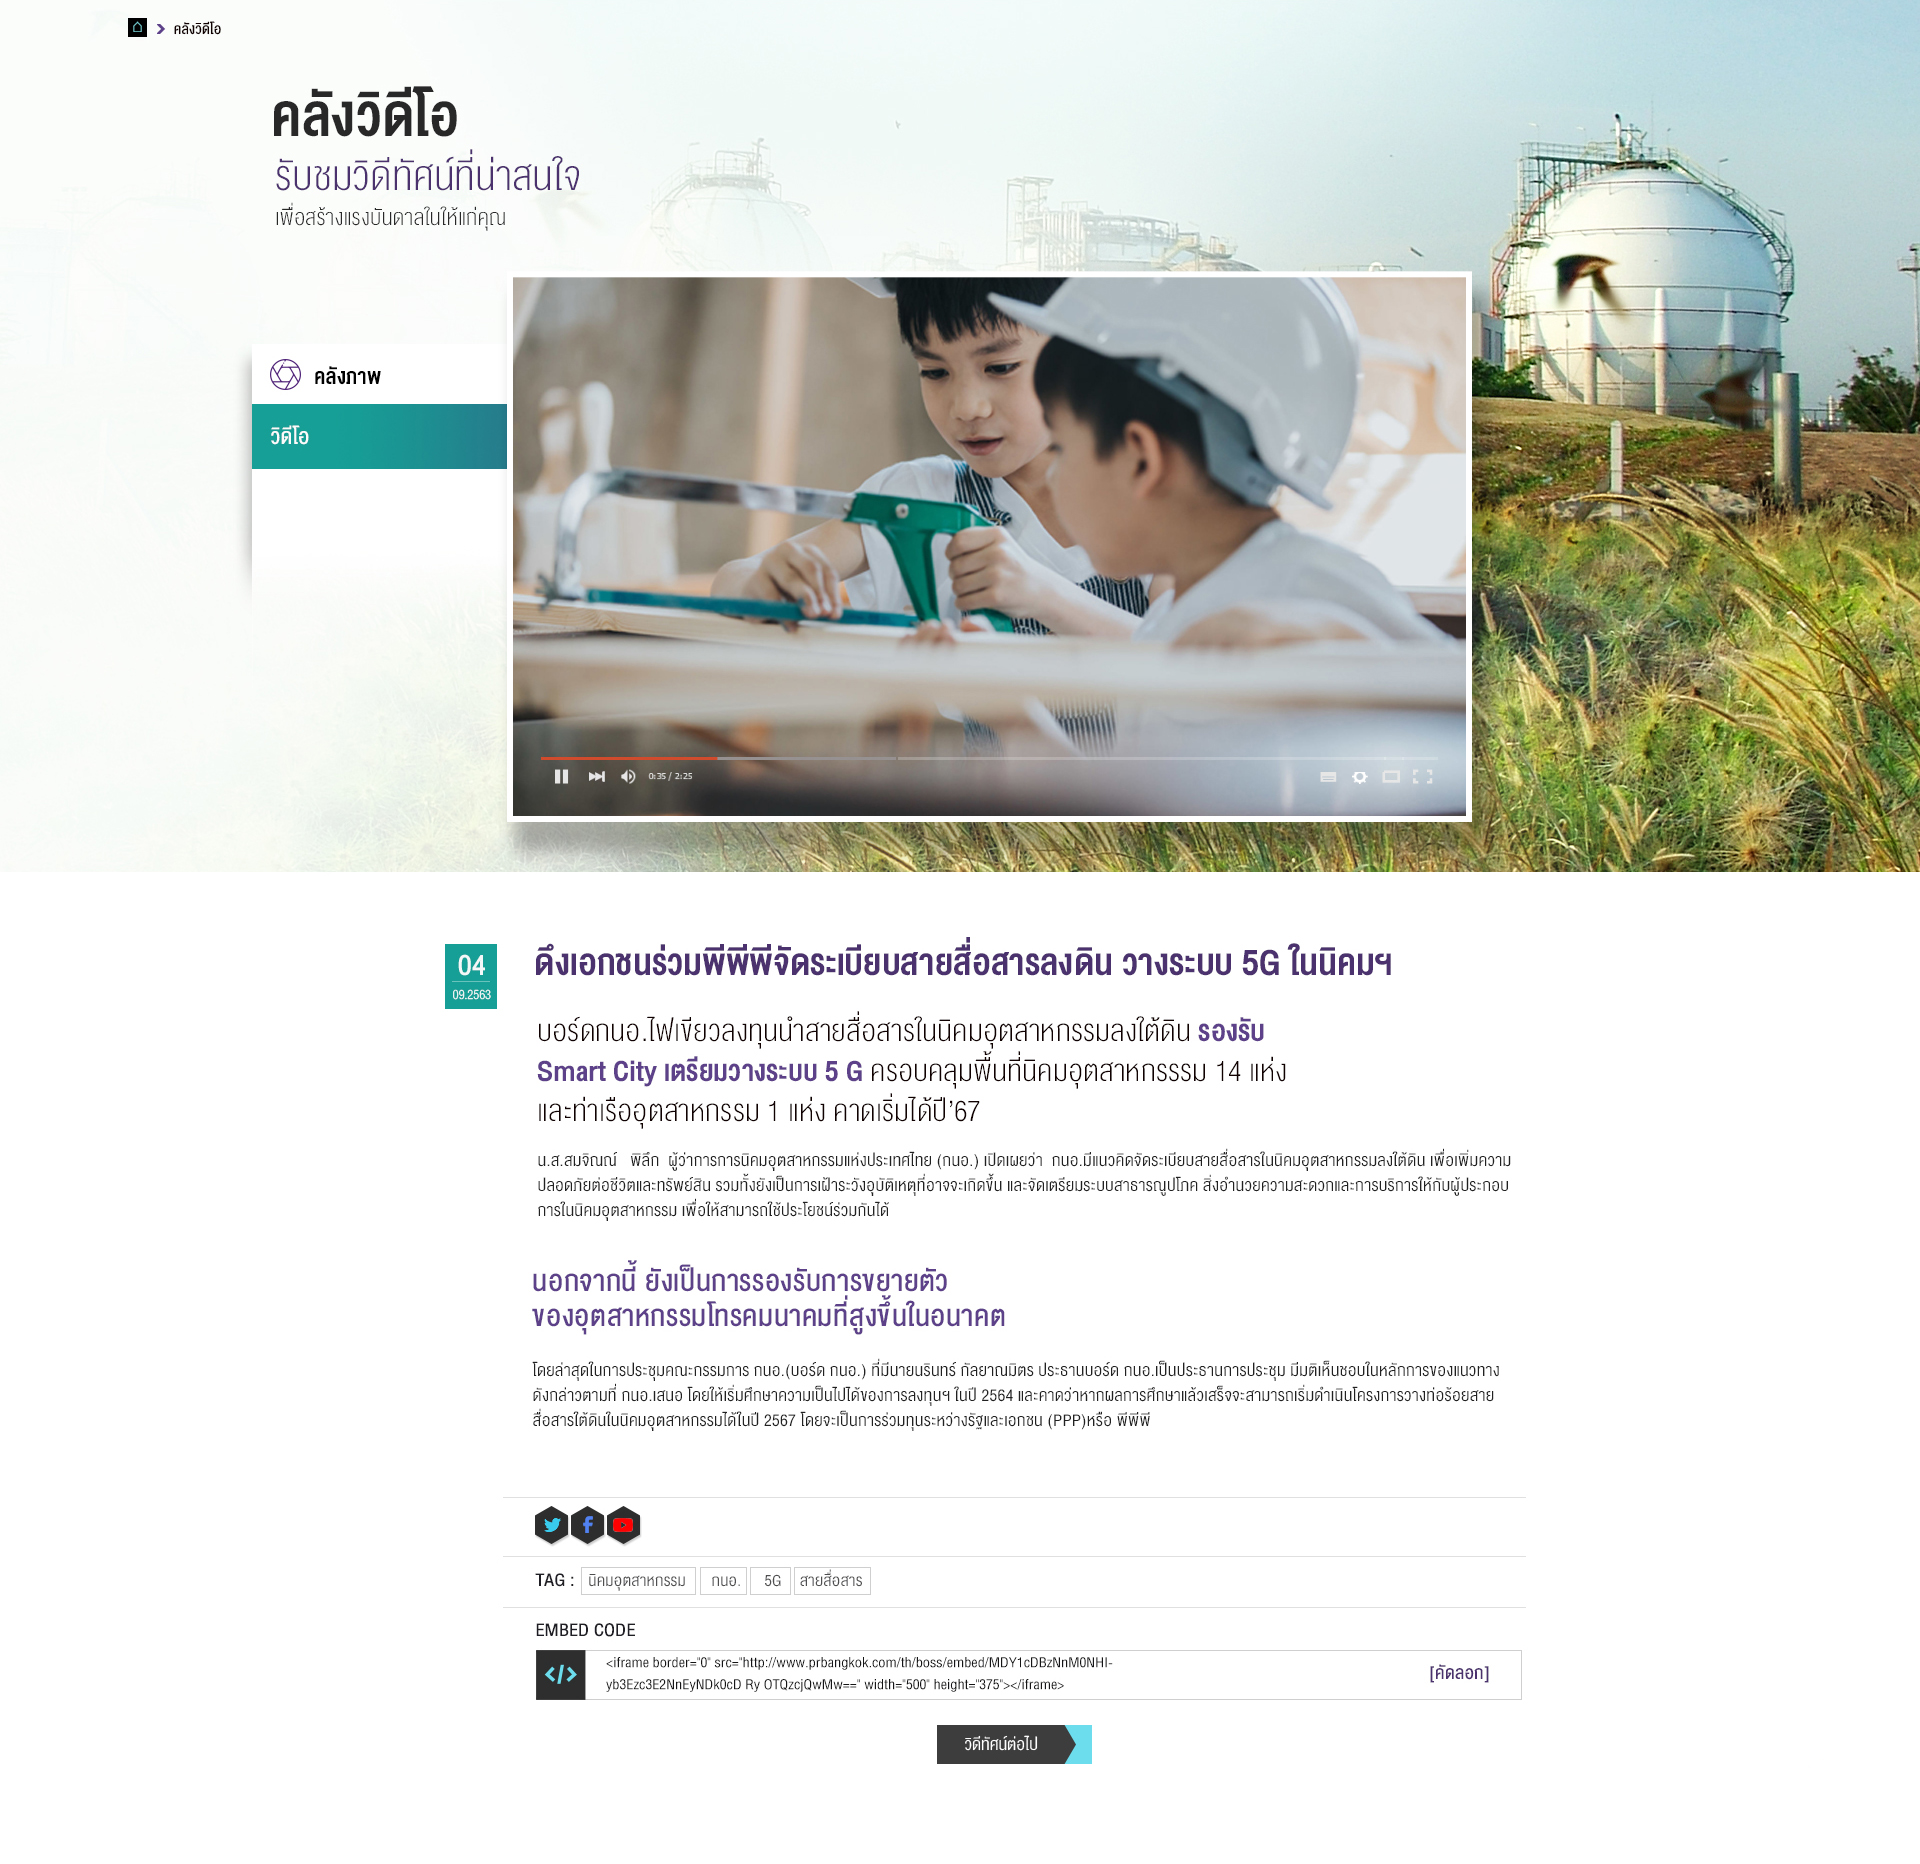 คลังวิดีโอ
คลังวิดีโอ
รับชมวิดีทัศน์ที่น่าสนใจ
เพื่อสร้างแรงบันดาลในให้แก่คุณ
คลังภาพ
วิดีโอ
0:35 / 2:25
04
09.2563
ดึงเอกชนร่วมพีพีพีจัดระเบียบสายสื่อสารลงดิน วางระบบ 5G ในนิคมฯ
บอร์ดกนอ.ไฟเขียวลงทุนนำสายสื่อสารในนิคมอุตสาหกรรมลงใต้ดิน รองรับ
Smart City เตรียมวางระบบ 5 G ครอบคลุมพื้นที่นิคมอุตสาหกรรรม 14 แห่ง
และท่าเรืออุตสาหกรรม 1 แห่ง คาดเริ่มได้ปี'67
น.ส.สมจิณณ์ พิลึก ผู้ว่าการการนิคมอุตสาหกรรมแห่งประเทศไทย (กนอ.) เปิดเผยว่า กนอ.มีแนวคิดจัดระเบียบสายสื่อสารในนิคมอุตสาหกรรมลงใต้ดิน เพื่อเพิ่มความ
ปลอดภัยต่อชีวิตและทรัพย์สิน รวมทั้งยังเป็นการเฝ้าระวังอุบัติเหตุที่อาจจะเกิดขึ้น และจัดเตรียมระบบสาธารณูปโภค สิ่งอำนวยความสะดวกและการบริการให้กับผู้ประกอบ
การในนิคมอุตสาหกรรม เพื่อให้สามารถใช้ประโยชน์ร่วมกันได้
นอกจากนี้ ยังเป็นการรองรับการขยายตัว
ของอุตสาหกรรมโทรคมนาคมที่สูงขึ้นในอนาคต
โดยล่าสุดในการประชุมคณะกรรมการ กนอ.(บอร์ด กนอ.) ที่มีนายนรินทร์ กัลยาณมิตร ประธานบอร์ด กนอ.เป็นประธานการประชุม มีมติเห็นชอบในหลักการของแนวทาง
ดังกล่าวตามที่ กนอ.เสนอ โดยให้เริ่มศึกษาความเป็นไปได้ของการลงทุนฯ ในปี 2564 และคาดว่าหากผลการศึกษาแล้วเสร็จจะสามารถเริ่มดำเนินโครงการวางท่อร้อยสาย
สื่อสารใต้ดินในนิคมอุตสาหกรรมได้ในปี 2567 โดยจะเป็นการร่วมทุนระหว่างรัฐและเอกชน (PPP)หรือ พีพีพี
TAG : นิคมอุตสาหกรรม กนอ. 5G สายสื่อสาร
EMBED CODE
<iframe border="0" src="http://www.prbangkok.com/th/boss/embed/MDY1cDBzNnM0NHI-
yb3Ezc3E2NnEyNDk0cD Ry OTQzcjQwMw==" width="500" height="375"></iframe>
[คัดลอก]
วิดีทัศน์ต่อไป